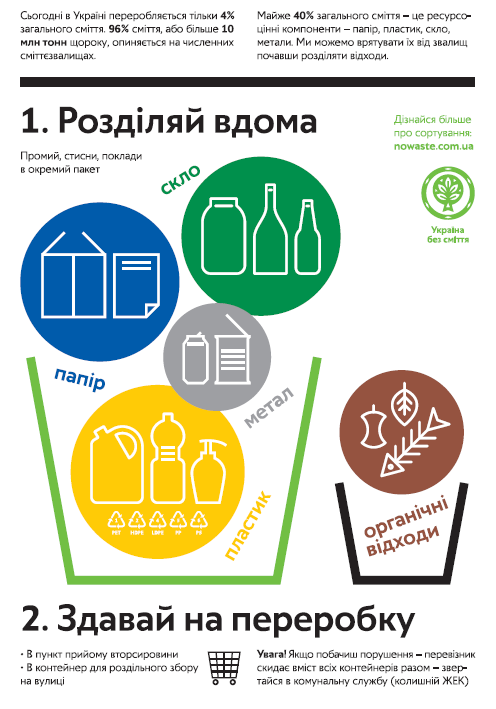 Сьогодні в Україні переробляється тільки 4%
загального сміття. 96% сміття, або більше 10
млн тонн щороку, опиняється на численних
сміттєзвалищах.
Майже 40% загального сміття – це ресурсо-
цінні компоненти – папір, пластик, скло,
метали. Ми можемо врятувати їх від звалищ
почавши розділяти відходи.
1. Розділяй вдома
Промий, стисни, поклади
в окремий пакет
Дізнайся більше
про сортування:
nowaste.com.ua
Україна
без сміття
скло
папір
метал
пластик
PET HDPE LDPE PP
органічні
відходи
2. Здавай на переробку
· В пункт прийому вторсировини
· В контейнер для роздільного збору
на вулиці
Увага! Якщо побачиш порушення – перевізник
скидає вміст всіх контейнерів разом – звер-
тайся в комунальну службу (колишній ЖЕК)